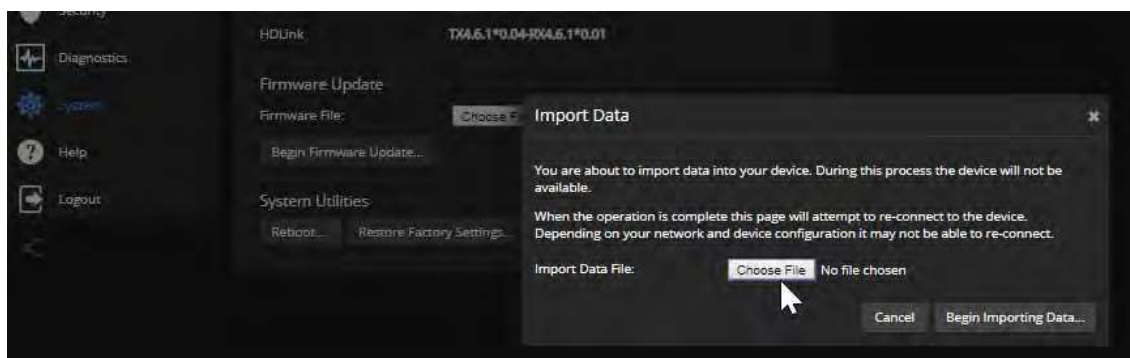 Security
HDLink TX4.6.1*0.04-RX4.6.1*0.01
Diagnostics
Firmware Update
System
Firmware File: Choose F
Import Data
Help
Begin Firmware Update...
You are about to import data into your device. During this process the device will not be
available.
Logout
System Utilities
When the operation is complete this page will attempt to re-connect to the device.
Depending on your network and device configuration it may not be able to re-connect.
Reboot... Restore Factory Settings
Import Data File: Choose File No file chosen
Cancel Begin Importing Data...